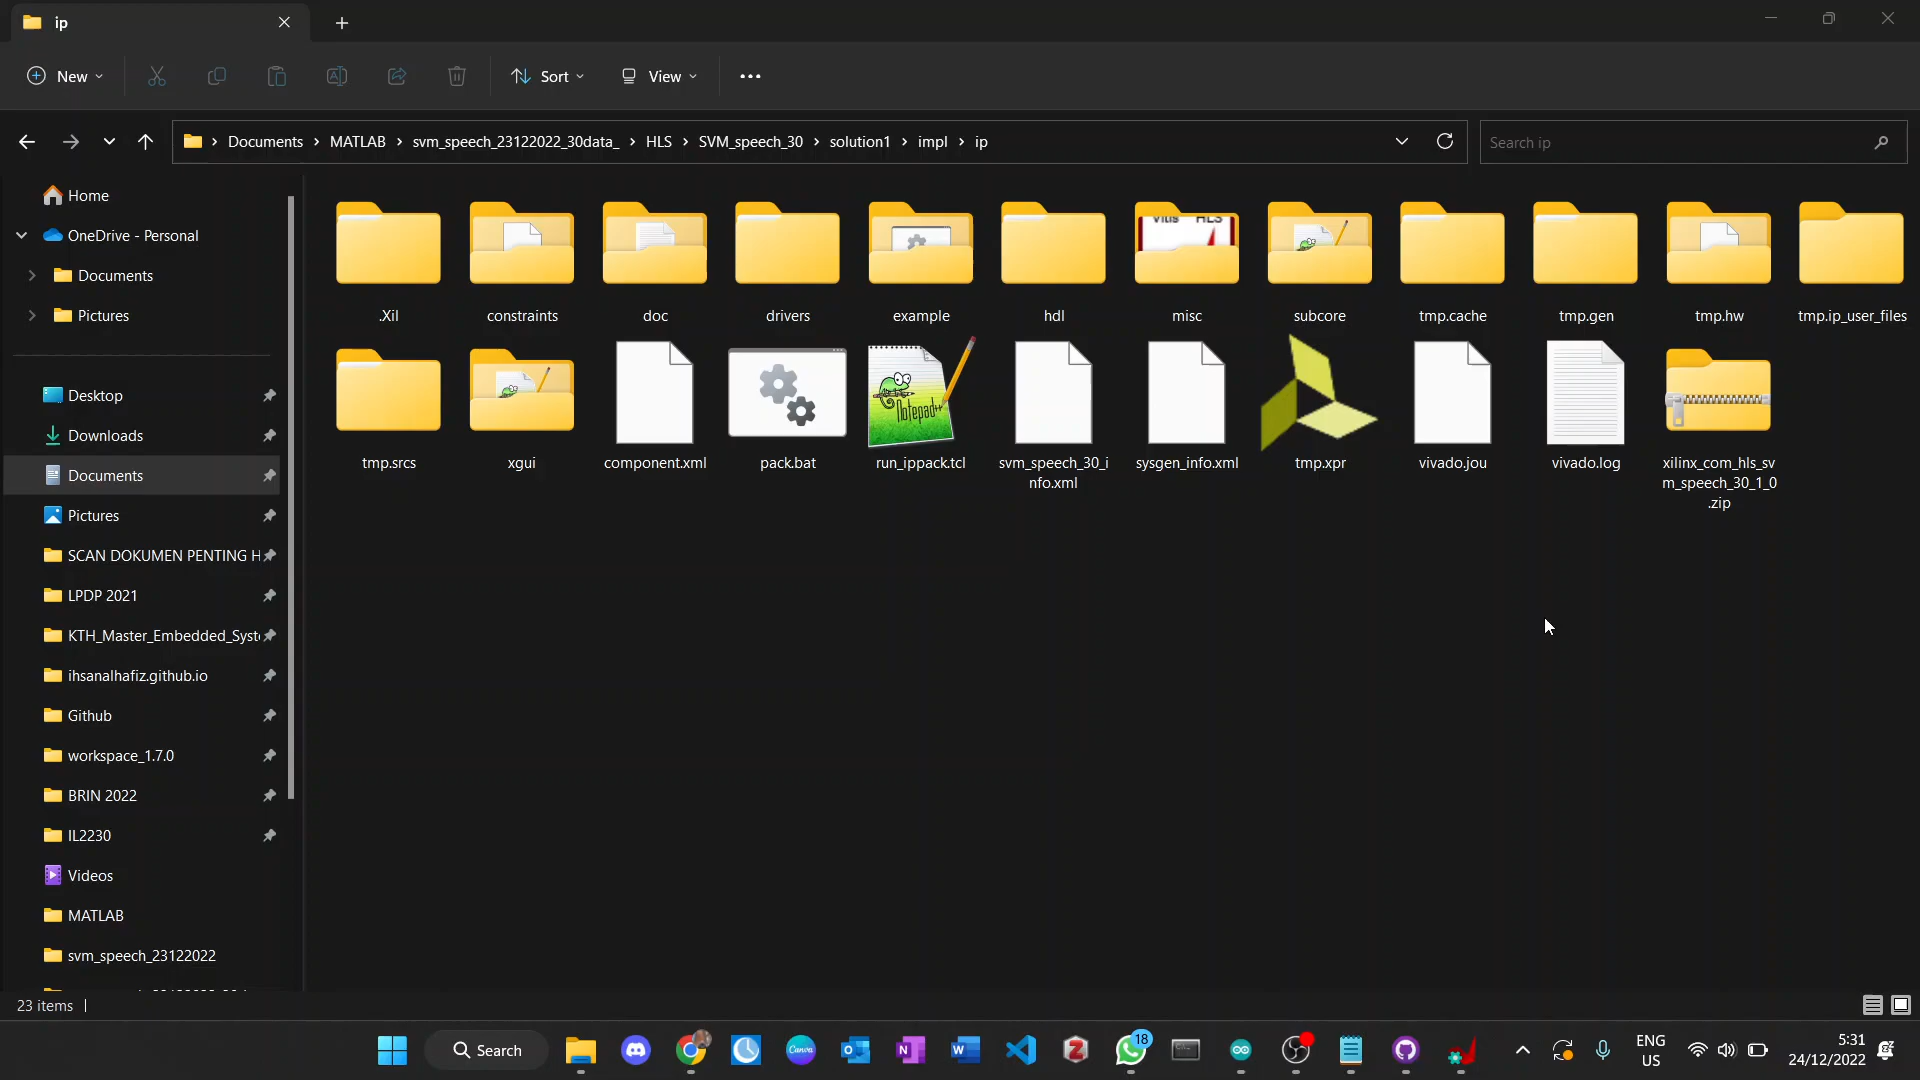 ip
New
Sort
View
Documents
MATLAB
svm_speech_23122022_30data_
HLS
SVM_speech_30
solution1
impl
ip
Search ip
Home
OneDrive - Personal
Documents
Pictures
Desktop
Downloads
Documents
Pictures
SCAN DOKUMEN PENTING H
LPDP 2021
KTH_Master_Embedded_Syst
ihsanalhafiz.github.io
Github
workspace_1.7.0
BRIN 2022
IL2230
Videos
MATLAB
svm_speech_23122022
.Xil
constraints
doc
drivers
example
hdl
Vitis HLS
misc
subcore
tmp.cache
tmp.gen
tmp.hw
tmp.ip_user_files
tmp.srcs
xgui
component.xml
pack.bat
Notepad++
run_ippack.tcl
svm_speech_30_i
nfo.xml
sysgen_info.xml
tmp.xpr
vivado.jou
vivado.log
xilinx_com_hls_sv
m_speech_30_1_0
.zip
23 items
Search
Canva
18
ENG
US
5:31
24/12/2022